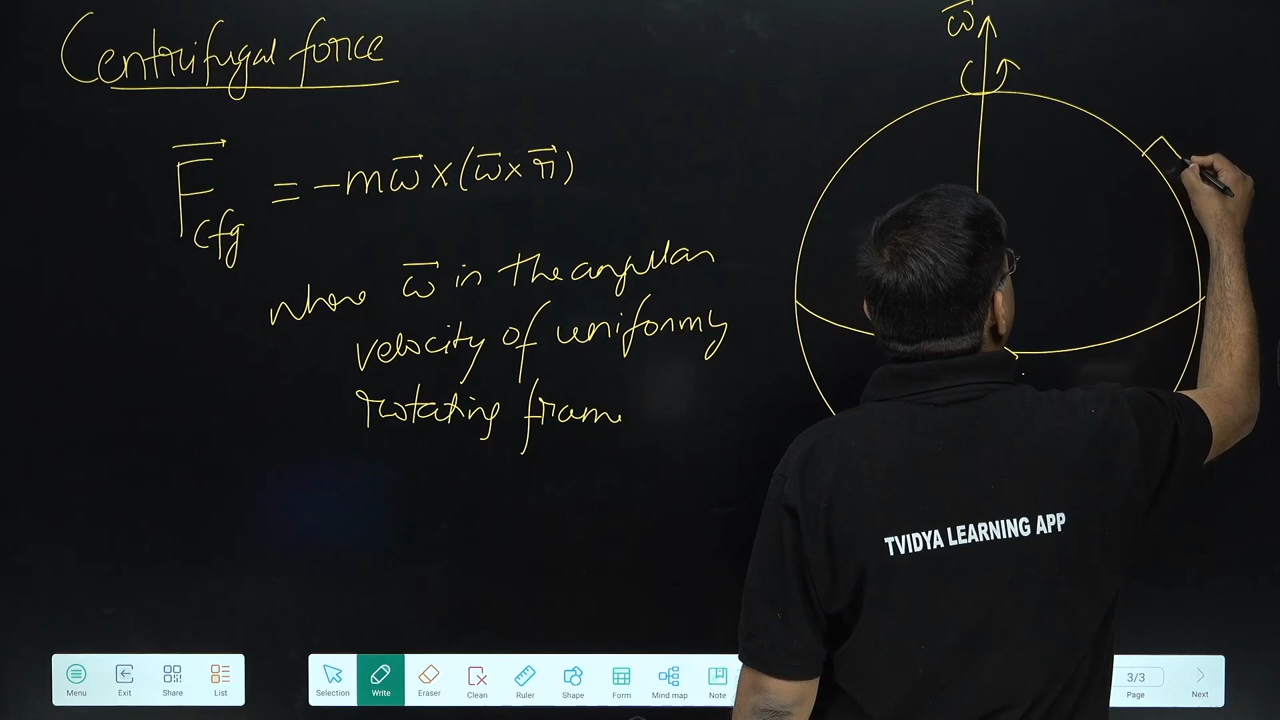 Centrifugal force
F⃗cfg = -mω⃗ × (ω⃗ × r⃗)
where ω⃗ is the angular
velocity of uniformy
rotating frame
ω⃗
TVIDYA LEARNING APP
Menu Exit Share List Selection Write Eraser Clean Ruler Shape Form Mind map Note 3/3 Page Next